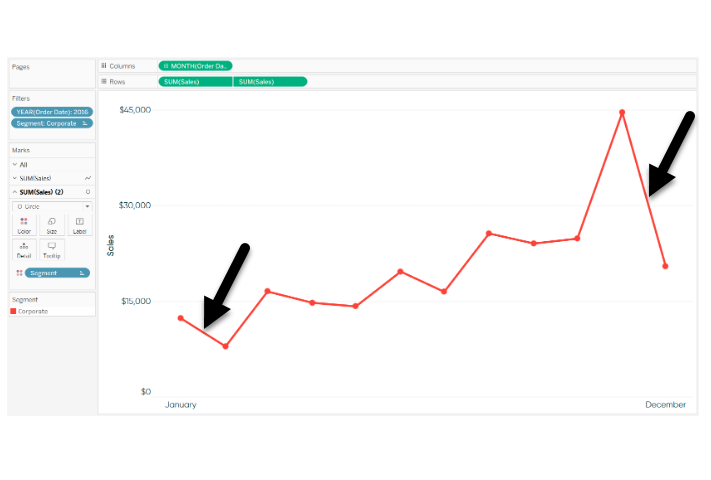 Pages
Columns
MONTH(Order Da..
Rows
SUM(Sales)
SUM(Sales)
Filters
YEAR(Order Date): 2016
Segment: Corporate
Marks
All
SUM(Sales)
SUM(Sales) (2)
Circle
Color
Size
Label
Detail
Tooltip
Segment
Segment
Corporate
$45,000
$30,000
$15,000
$0
Sales
January
December